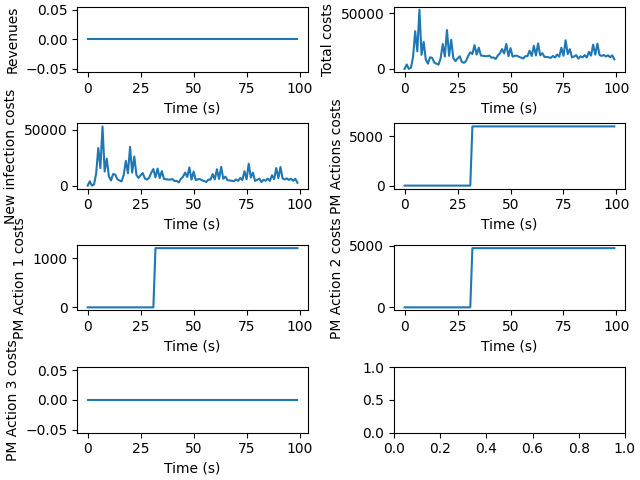 Revenues
0.05
0.00
−0.05
0 25 50 75 100
Time (s)
Total costs
50000
0
0 25 50 75 100
Time (s)
New infection costs
50000
0
0 25 50 75 100
Time (s)
PM Actions costs
5000
0
0 25 50 75 100
Time (s)
PM Action 1 costs
1000
0
0 25 50 75 100
Time (s)
PM Action 2 costs
5000
0
0 25 50 75 100
Time (s)
PM Action 3 costs
0.05
0.00
−0.05
0 25 50 75 100
Time (s)
1.0
0.5
0.0
0.0 0.2 0.4 0.6 0.8 1.0